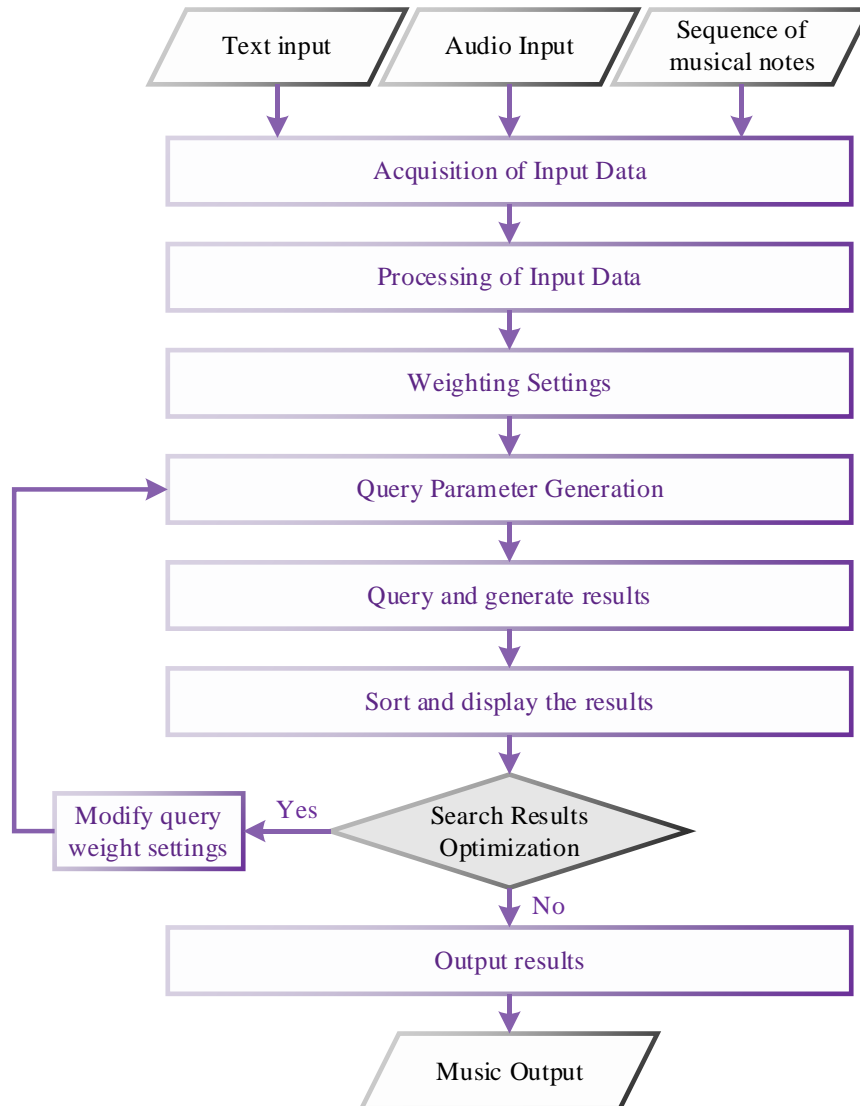 Text input
Audio Input
Sequence of
musical notes
Acquisition of Input Data
Processing of Input Data
Weighting Settings
Query Parameter Generation
Query and generate results
Sort and display the results
Modify query
weight settings
Yes
Search Results
Optimization
No
Output results
Music Output